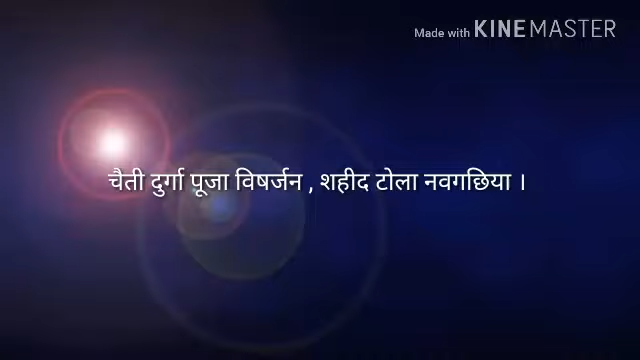 Made with KINEMASTER
चैती दुर्गा पूजा विषर्जन , शहीद टोला नवगछिया ।